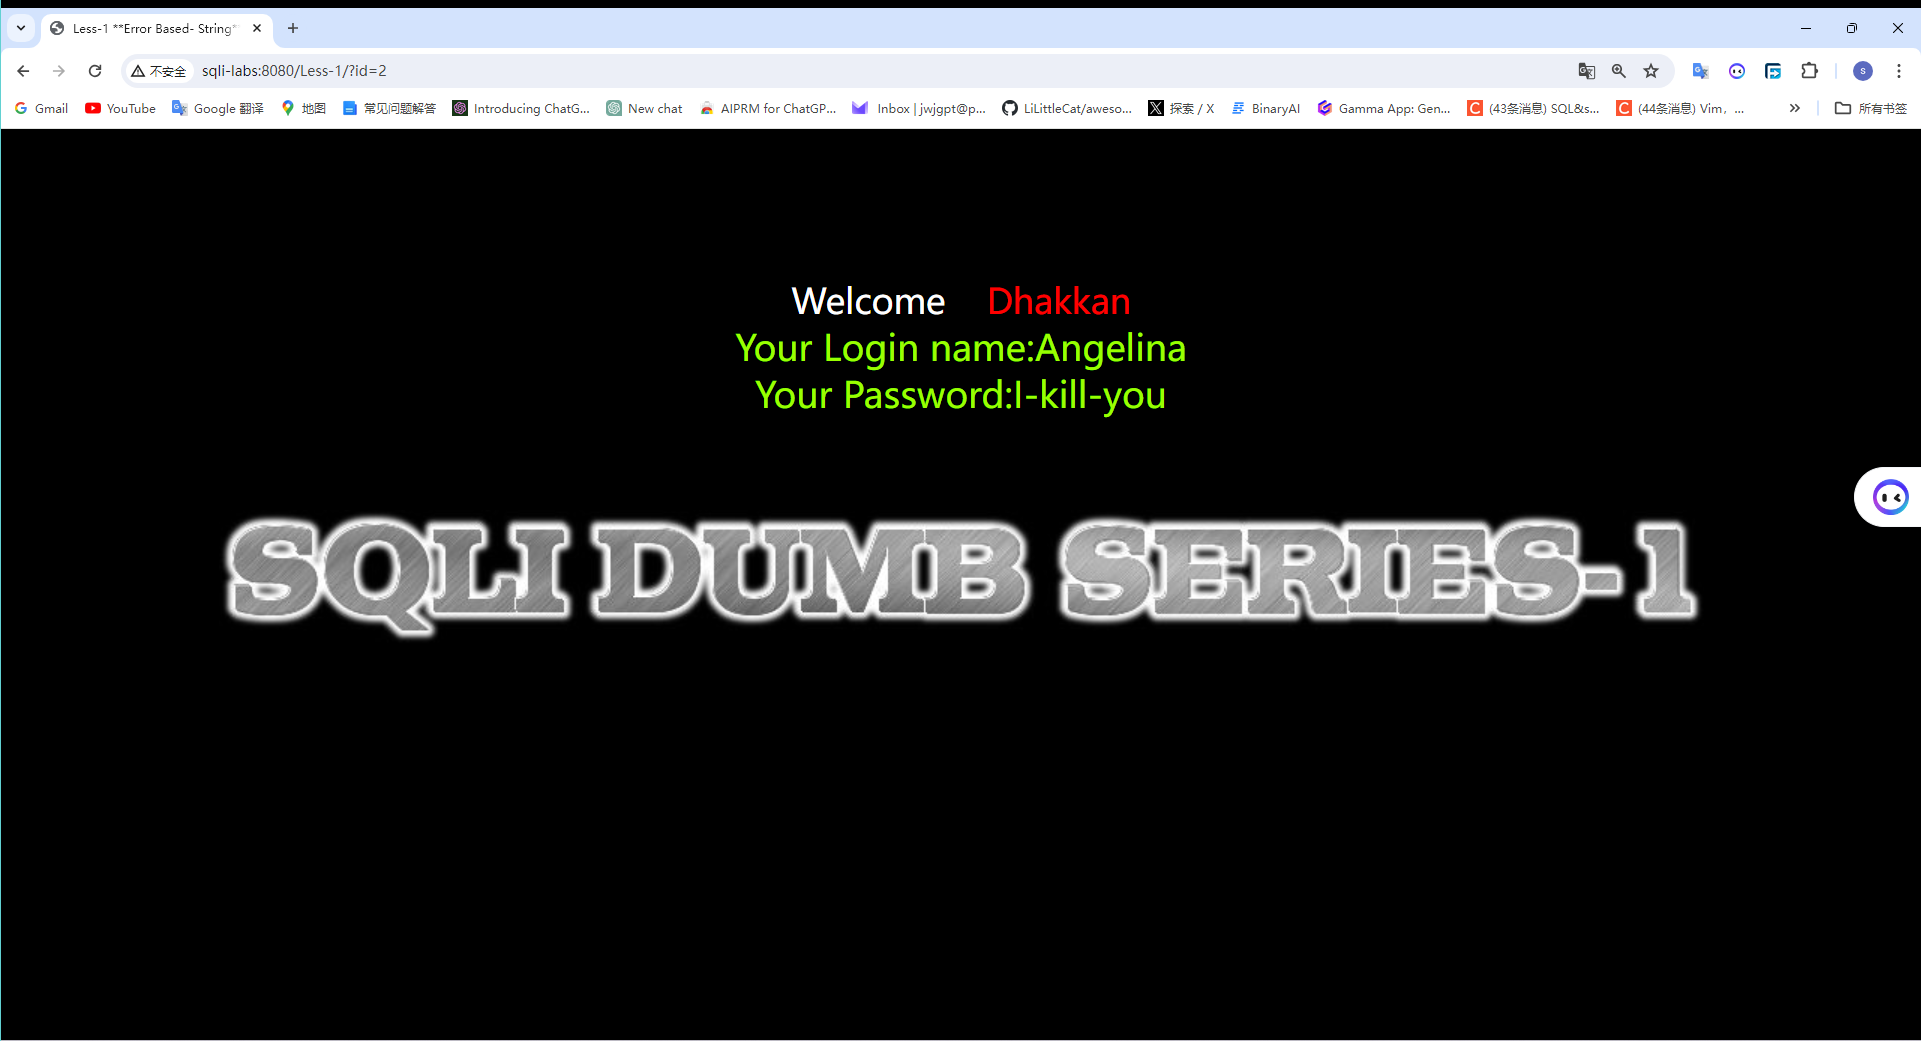 Less-1 **Error Based- String*
不安全 sqli-labs:8080/Less-1/?id=2
Gmail YouTube Google 翻译 地图 常见问题解答 Introducing ChatG... New chat AIPRM for ChatGP... Inbox | jwjgpt@p... LiLittleCat/aweso... 探索 / X BinaryAI Gamma App: Gen... (43条消息) SQL&s... (44条消息) Vim，... 所有书签
Welcome Dhakkan
Your Login name:Angelina
Your Password:I-kill-you
SQLI DUMB SERIES-1